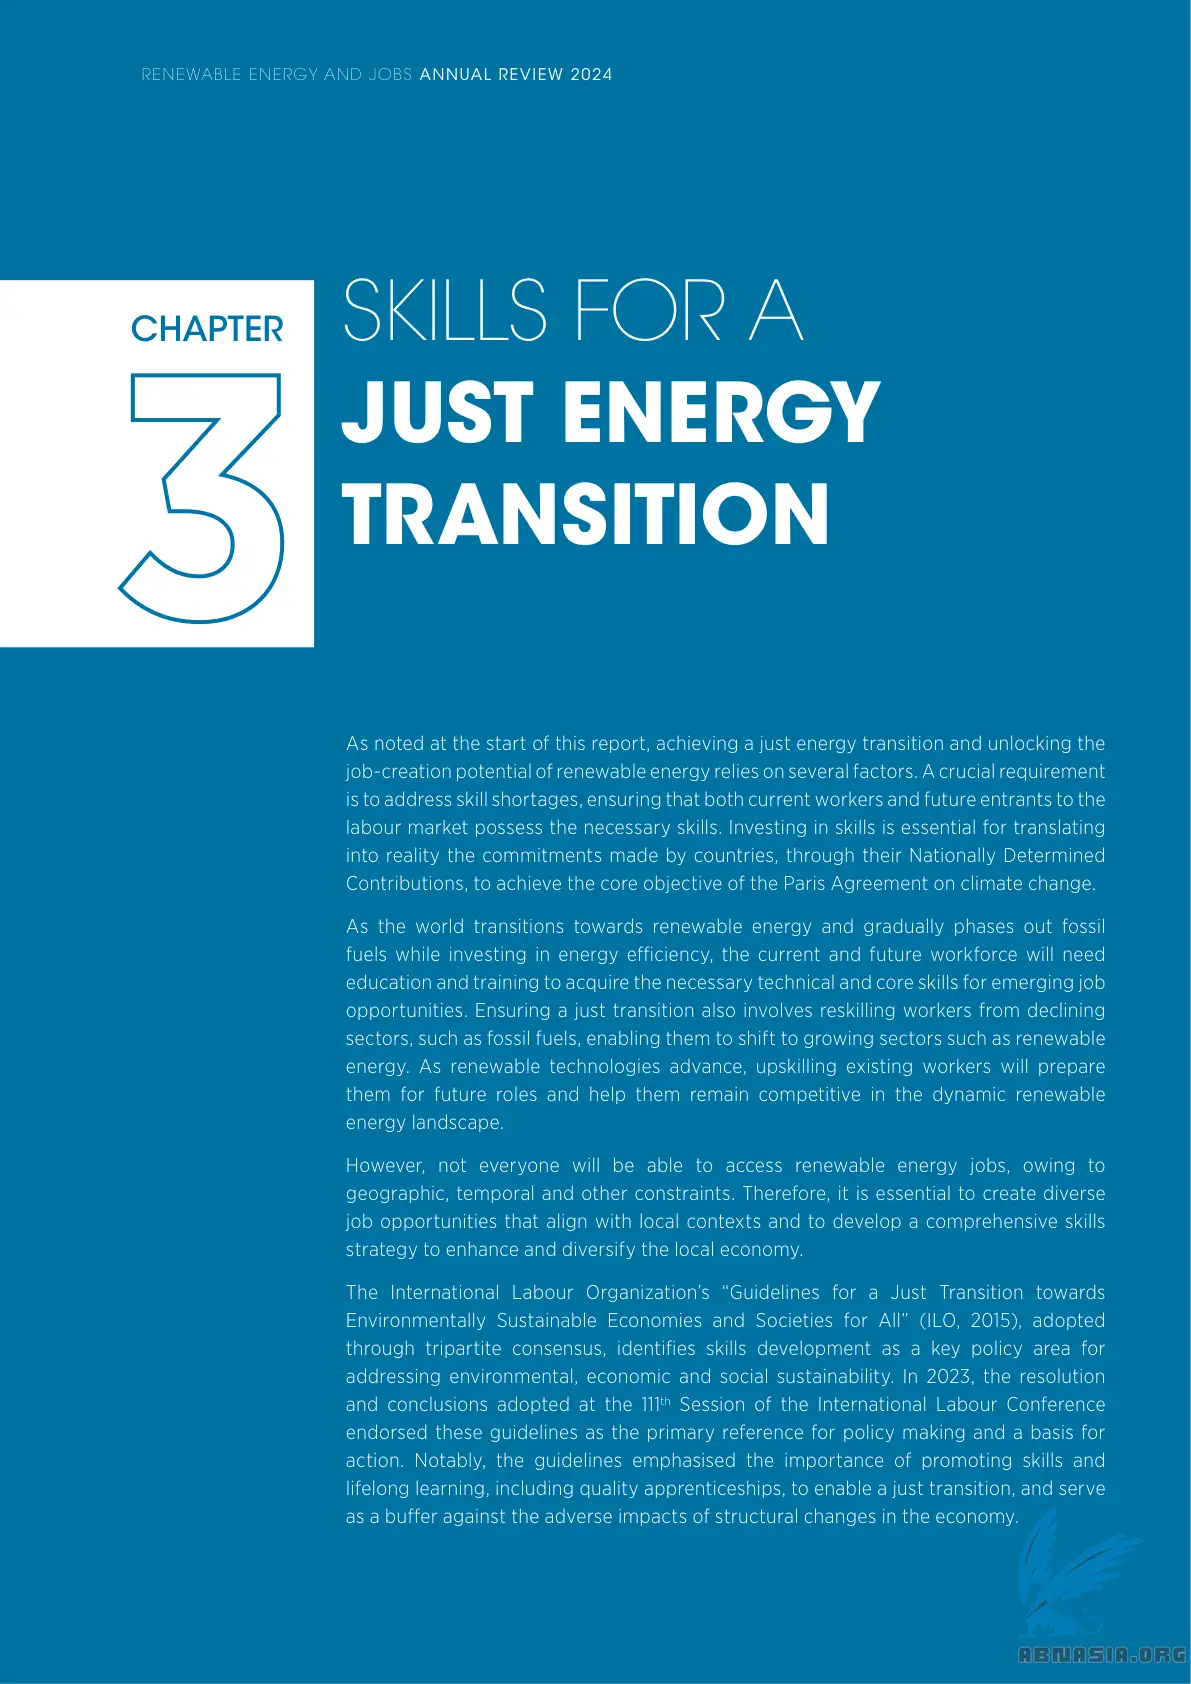 RENEWABLE ENERGY AND JOBS ANNUAL REVIEW 2024
CHAPTER
3
SKILLS FOR A
JUST ENERGY
TRANSITION
As noted at the start of this report, achieving a just energy transition and unlocking the
job-creation potential of renewable energy relies on several factors. A crucial requirement
is to address skill shortages, ensuring that both current workers and future entrants to the
labour market possess the necessary skills. Investing in skills is essential for translating
into reality the commitments made by countries, through their Nationally Determined
Contributions, to achieve the core objective of the Paris Agreement on climate change.
As the world transitions towards renewable energy and gradually phases out fossil
fuels while investing in energy efficiency, the current and future workforce will need
education and training to acquire the necessary technical and core skills for emerging job
opportunities. Ensuring a just transition also involves reskilling workers from declining
sectors, such as fossil fuels, enabling them to shift to growing sectors such as renewable
energy. As renewable technologies advance, upskilling existing workers will prepare
them for future roles and help them remain competitive in the dynamic renewable
energy landscape.
However, not everyone will be able to access renewable energy jobs, owing to
geographic, temporal and other constraints. Therefore, it is essential to create diverse
job opportunities that align with local contexts and to develop a comprehensive skills
strategy to enhance and diversify the local economy.
The International Labour Organization’s “Guidelines for a Just Transition towards
Environmentally Sustainable Economies and Societies for All” (ILO, 2015), adopted
through tripartite consensus, identifies skills development as a key policy area for
addressing environmental, economic and social sustainability. In 2023, the resolution
and conclusions adopted at the 111th Session of the International Labour Conference
endorsed these guidelines as the primary reference for policy making and a basis for
action. Notably, the guidelines emphasised the importance of promoting skills and
lifelong learning, including quality apprenticeships, to enable a just transition, and serve
as a buffer against the adverse impacts of structural changes in the economy.
ABNASIA.ORG